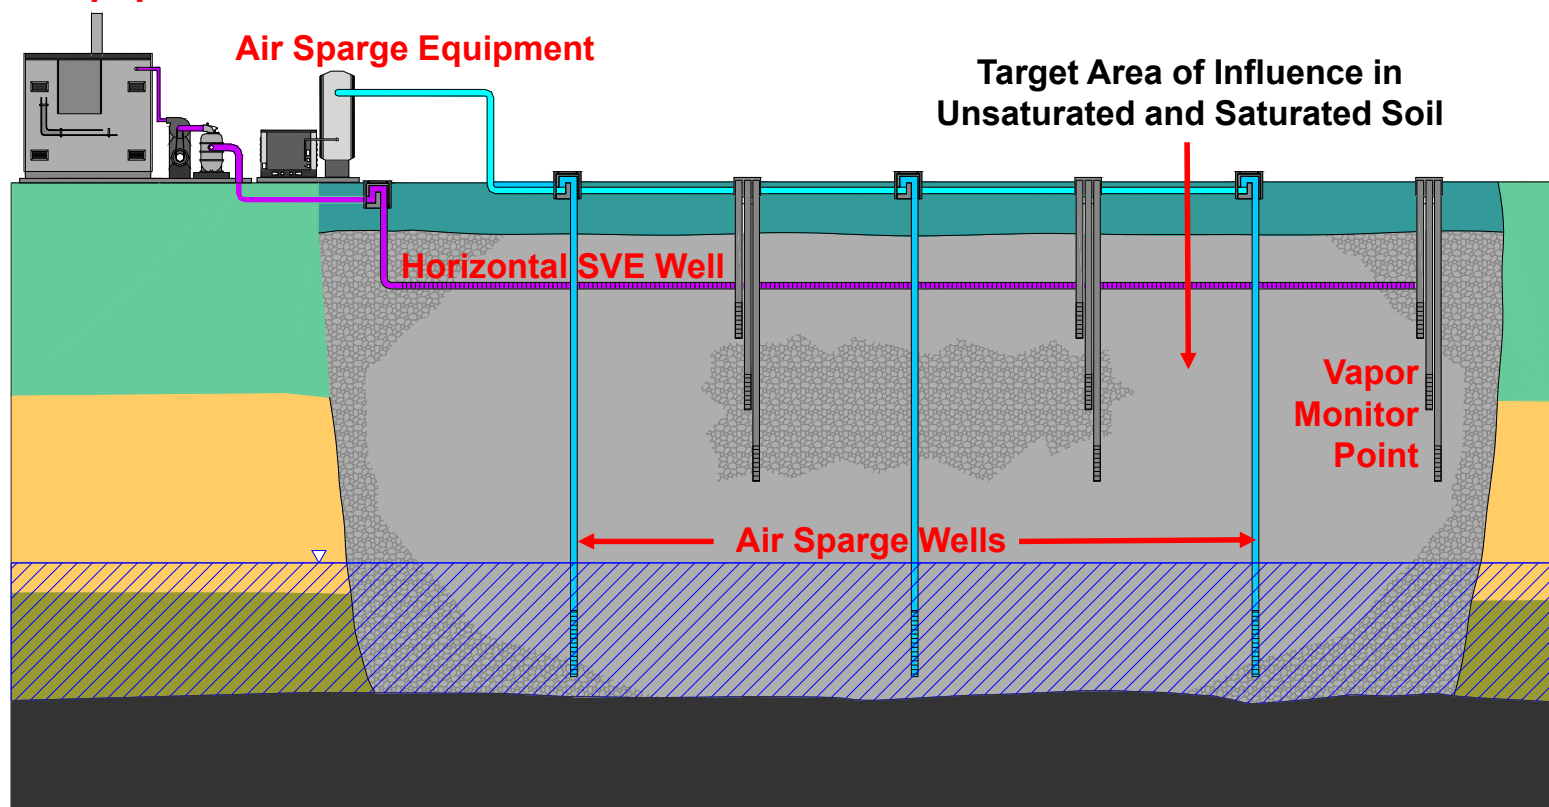 Air Sparge Equipment
Target Area of Influence in
Unsaturated and Saturated Soil
Horizontal SVE Well
Vapor
Monitor
Point
Air Sparge Wells